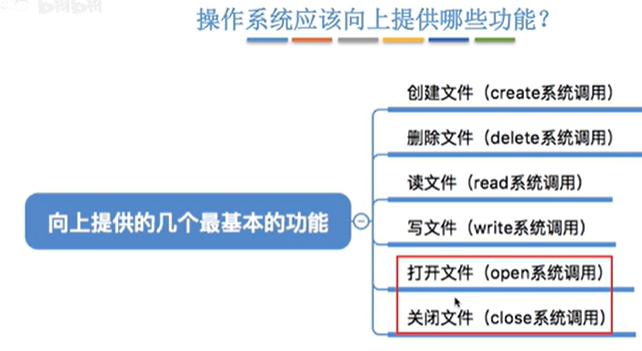 操作系统应该向上提供哪些功能？
向上提供的几个最基本的功能
创建文件（create系统调用）
删除文件（delete系统调用）
读文件（read系统调用）
写文件（write系统调用）
打开文件（open系统调用）
关闭文件（close系统调用）